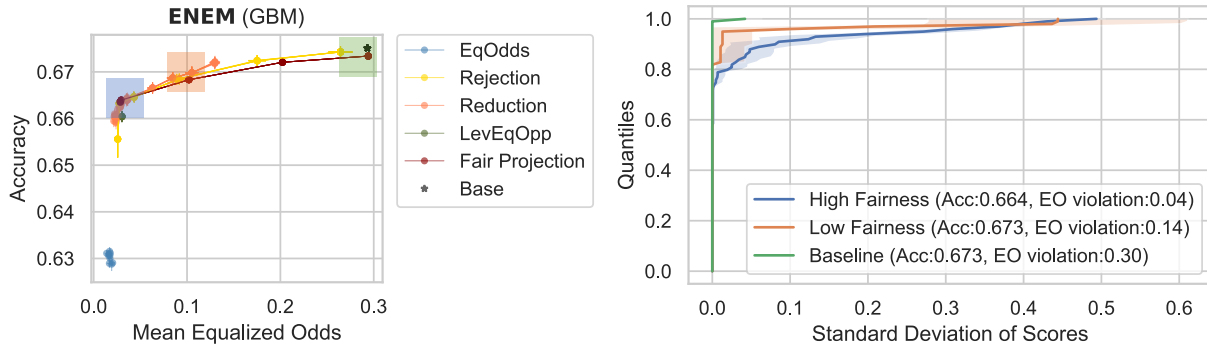 ENEM (GBM)
0.67
0.66
0.65
0.64
0.63
Accuracy
0.0
0.1
0.2
0.3
Mean Equalized Odds
EqOdds
Rejection
Reduction
LevEqOpp
Fair Projection
Base
1.0
0.8
0.6
0.4
0.2
0.0
Quantiles
High Fairness (Acc:0.664, EO violation:0.04)
Low Fairness (Acc:0.673, EO violation:0.14)
Baseline (Acc:0.673, EO violation:0.30)
0.0
0.1
0.2
0.3
0.4
0.5
0.6
Standard Deviation of Scores